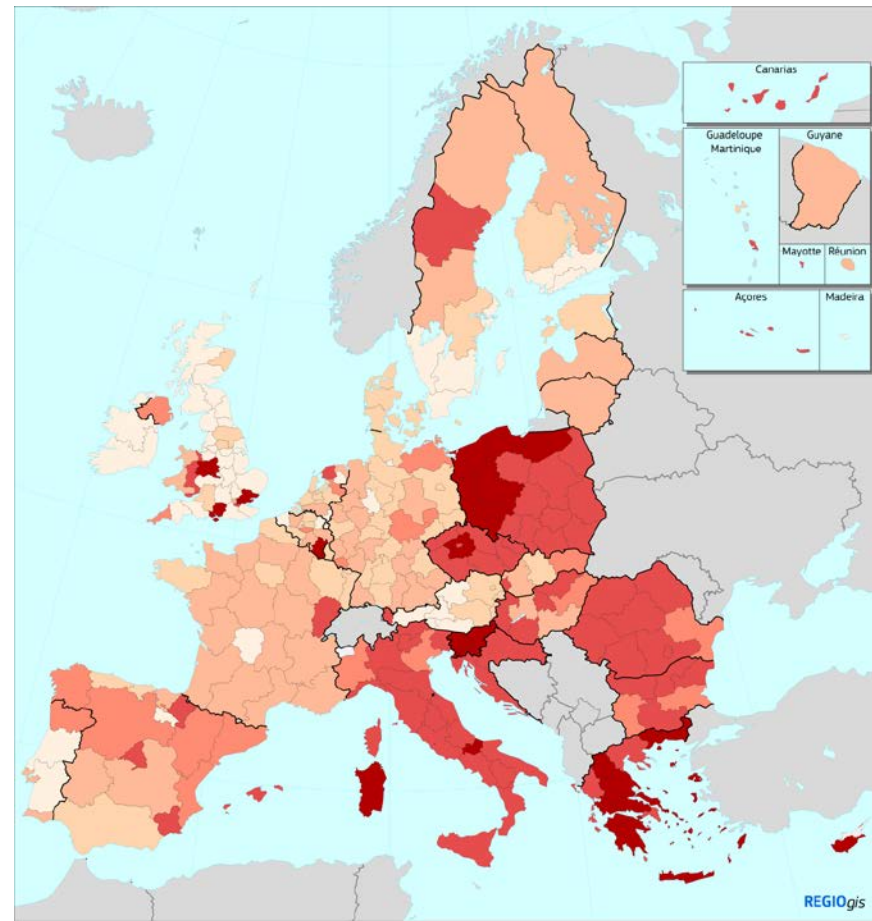 Canarias
Guadeloupe
Martinique
Guyane
Mayotte
Réunion
Açores
Madeira
REGIOgis